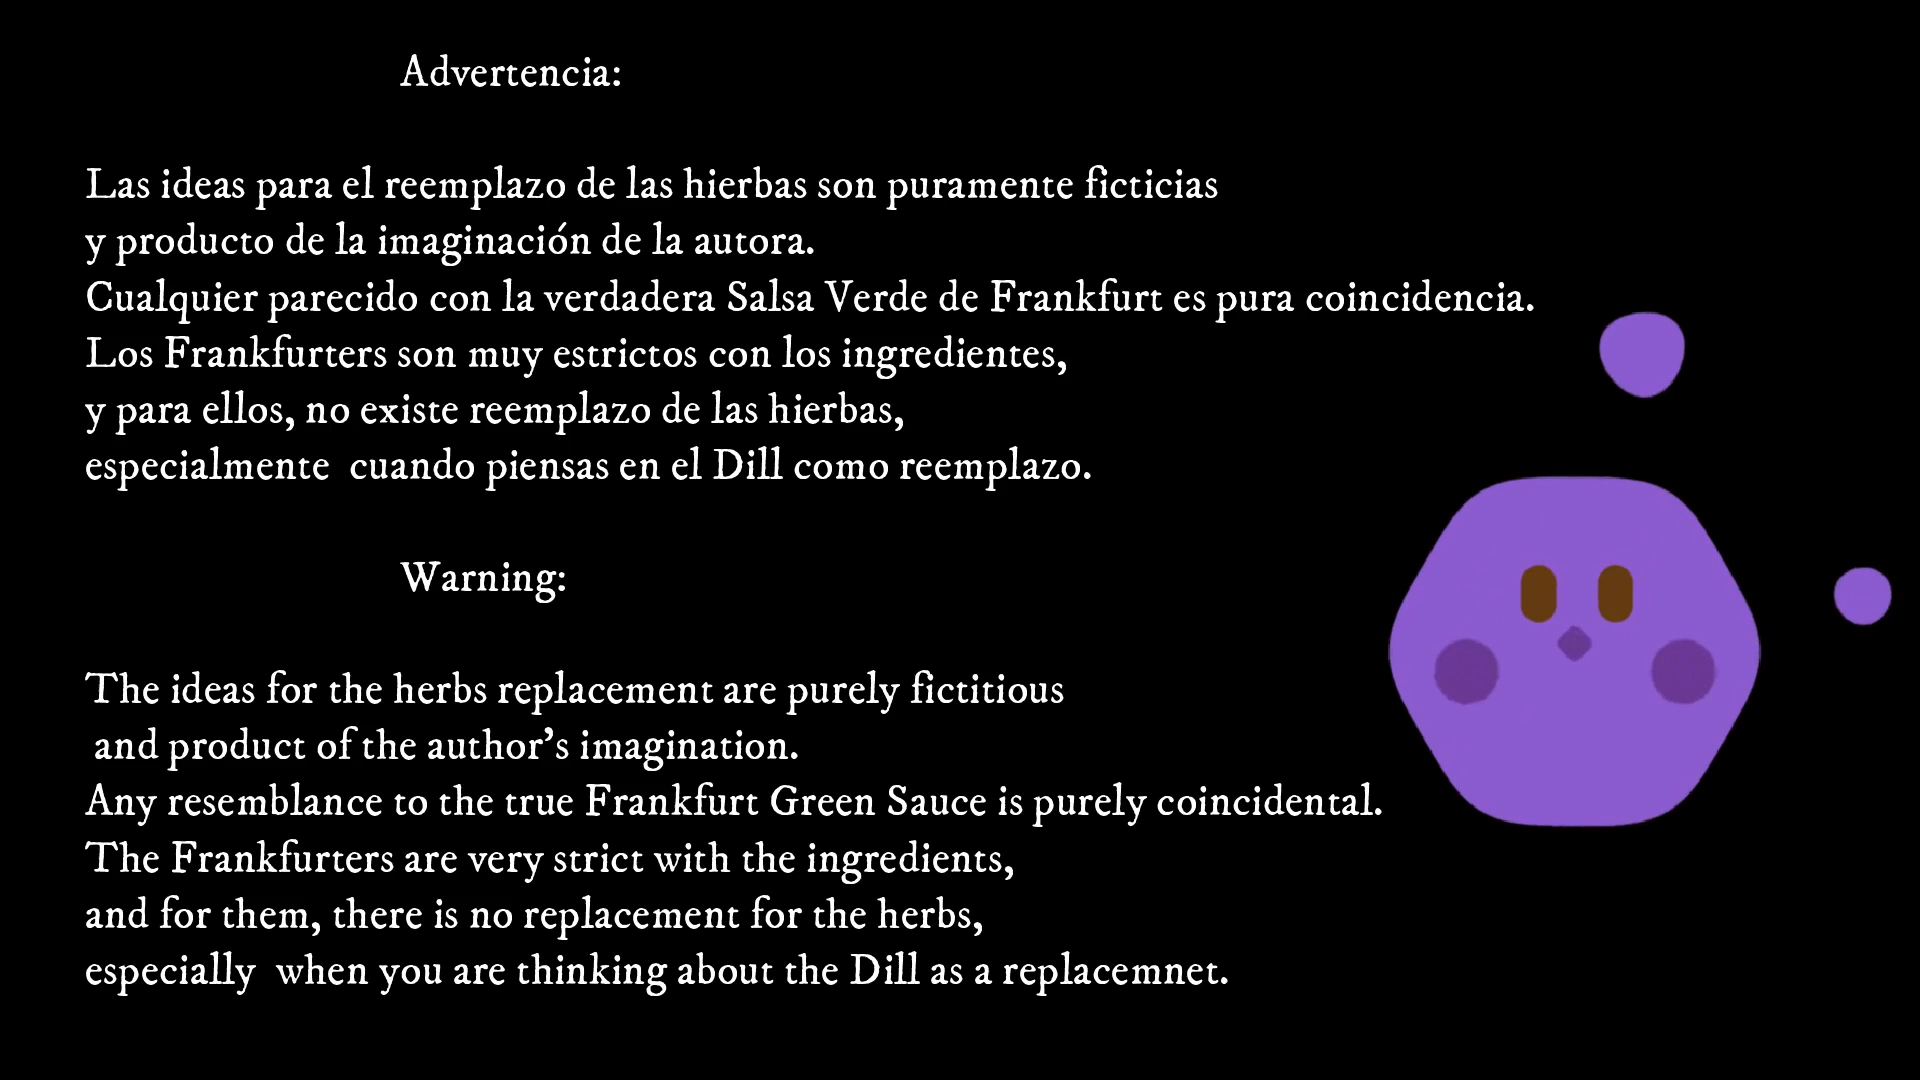 Advertencia:
Las ideas para el reemplazo de las hierbas son puramente ficticias
y producto de la imaginación de la autora.
Cualquier parecido con la verdadera Salsa Verde de Frankfurt es pura coincidencia.
Los Frankfurters son muy estrictos con los ingredientes,
y para ellos, no existe reemplazo de las hierbas,
especialmente  cuando piensas en el Dill como reemplazo.
Warning:
The ideas for the herbs replacement are purely fictitious
and product of the author's imagination.
Any resemblance to the true Frankfurt Green Sauce is purely coincidental.
The Frankfurters are very strict with the ingredients,
and for them, there is no replacement for the herbs,
especially  when you are thinking about the Dill as a replacemnet.